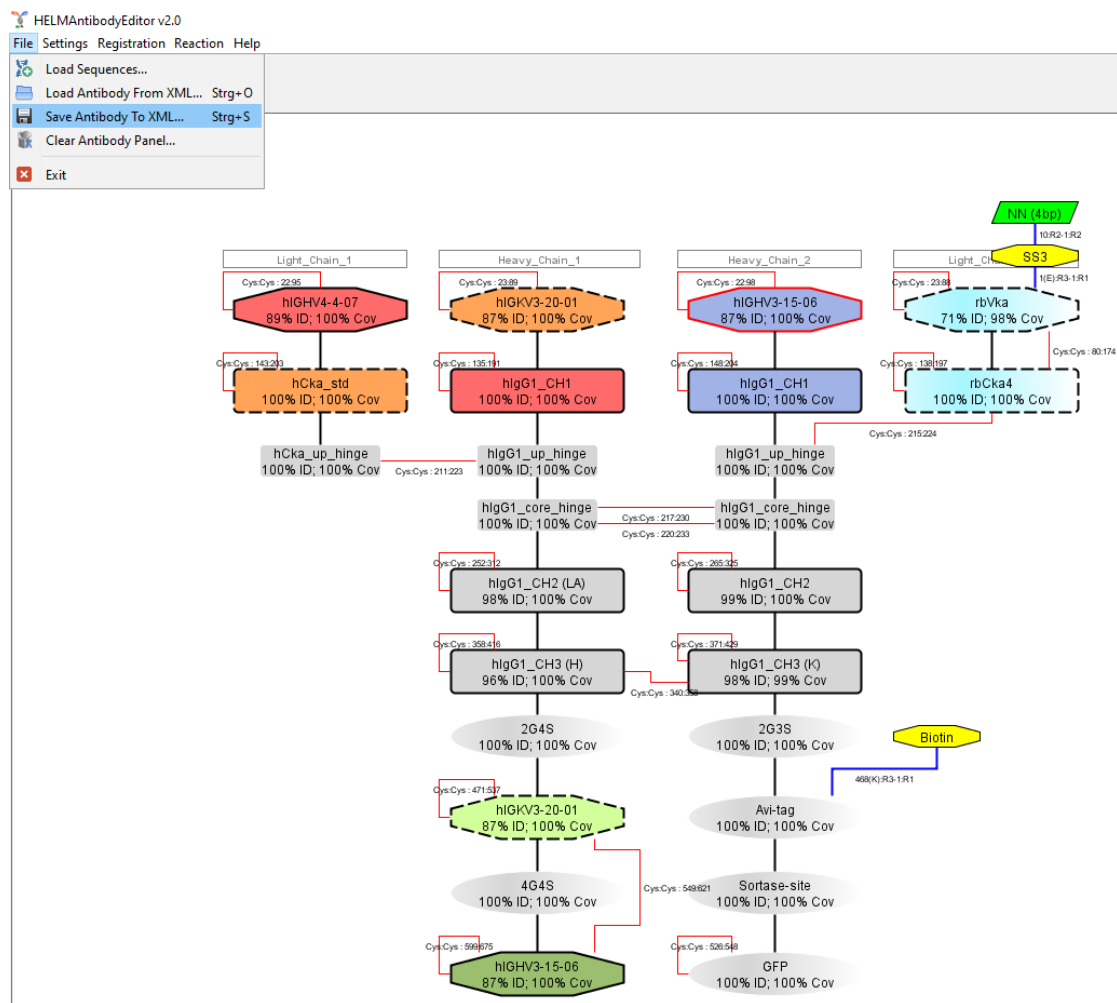 HELMAntibodyEditor v2.0
File Settings Registration Reaction Help
Load Sequences...
Load Antibody From XML... Strg+O
Save Antibody To XML... Strg+S
Clear Antibody Panel...
Exit
NN (4bp)
10:R2-1:R2
SS3
1(E):R3-1:R1
Light_Chain_1
Heavy_Chain_1
Heavy_Chain_2
Cys:Cys : 22:95
Cys:Cys : 23:89
Cys:Cys : 22:98
Cys:Cys : 23:88
hIGHV4-4-07
89% ID; 100% Cov
hIGKV3-20-01
87% ID; 100% Cov
hIGHV3-15-06
87% ID; 100% Cov
rbVka
71% ID; 98% Cov
Cys:Cys : 80:174
Cys:Cys : 143:203
Cys:Cys : 135:191
Cys:Cys : 148:204
Cys:Cys : 138:197
hCka_std
100% ID; 100% Cov
hIgG1_CH1
100% ID; 100% Cov
hIgG1_CH1
100% ID; 100% Cov
rbCka4
100% ID; 100% Cov
Cys:Cys : 215:224
hCka_up_hinge
100% ID; 100% Cov
Cys:Cys : 211:223
hIgG1_up_hinge
100% ID; 100% Cov
hIgG1_up_hinge
100% ID; 100% Cov
hIgG1_core_hinge
100% ID; 100% Cov
Cys:Cys : 217:230
Cys:Cys : 220:233
hIgG1_core_hinge
100% ID; 100% Cov
Cys:Cys : 252:312
Cys:Cys : 265:325
hIgG1_CH2 (LA)
98% ID; 100% Cov
hIgG1_CH2
99% ID; 100% Cov
Cys:Cys : 358:416
Cys:Cys : 371:429
hIgG1_CH3 (H)
96% ID; 100% Cov
hIgG1_CH3 (K)
98% ID; 99% Cov
2G4S
100% ID; 100% Cov
2G3S
100% ID; 100% Cov
Biotin
468(K):R3-1:R1
Cys:Cys : 471:537
hIGKV3-20-01
87% ID; 100% Cov
Avi-tag
100% ID; 100% Cov
4G4S
100% ID; 100% Cov
Cys:Cys : 549:621
Sortase-site
100% ID; 100% Cov
Cys:Cys : 599:675
Cys:Cys : 526:548
hIGHV3-15-06
87% ID; 100% Cov
GFP
100% ID; 100% Cov